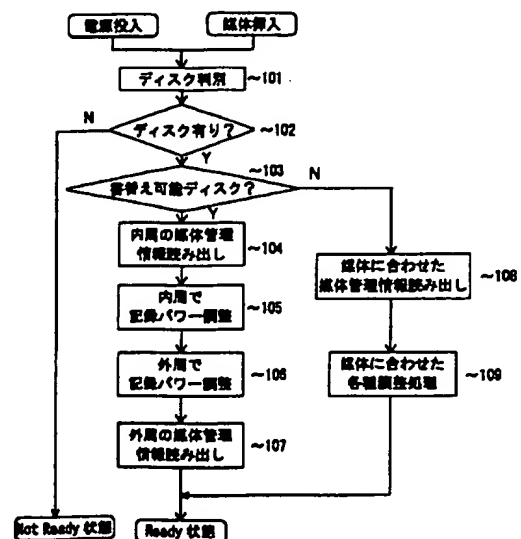 電源投入
媒体挿入
ディスク判別
~101
N
ディスク有り?
~102
Y
~103
N
書替え可能ディスク?
Y
内周の媒体管理
情報読み出し
~104
媒体に合わせた
媒体管理情報読み出し
~108
内周で
記録パワー調整
~105
外周で
記録パワー調整
~106
媒体に合わせた
各種調整処理
~109
外周の媒体管理
情報読み出し
~107
Not Ready 状態
Ready 状態